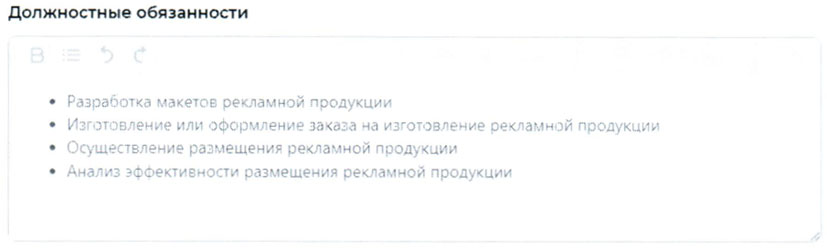 Должностные обязанности
B
• Разработка макетов рекламной продукции
• Изготовление или оформление заказа на изготовление рекламной продукции
• Осуществление размещения рекламной продукции
• Анализ эффективности размещения рекламной продукции